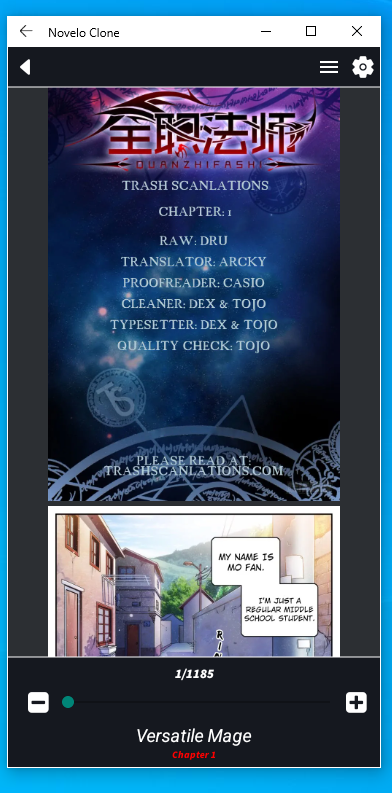 Novelo Clone
全职法师
QUANZHIFASHI
TRASH SCANLATIONS
CHAPTER: 1
RAW: DRU
TRANSLATOR: ARCKY
PROOFREADER: CASIO
CLEANER: DEX & TOJO
TYPESETTER: DEX & TOJO
QUALITY CHECK: TOJO
PLEASE READ AT:
TRASHSCANLATIONS.COM
MY NAME IS
MO FAN.
I'M JUST A
REGULAR MIDDLE
SCHOOL STUDENT.
1/1185
Versatile Mage
Chapter 1